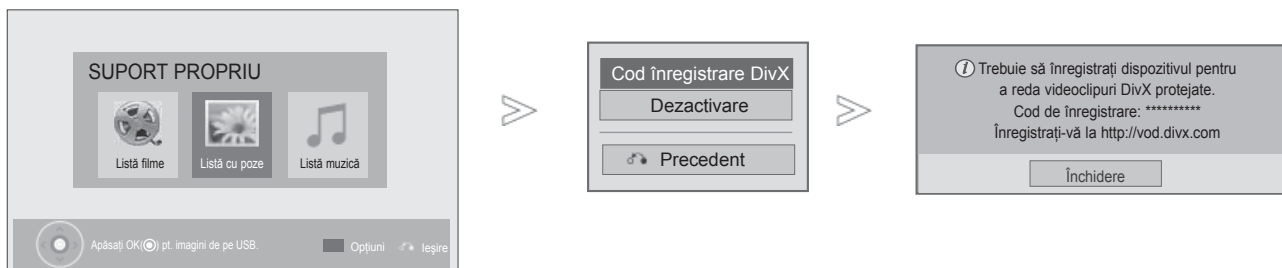 SUPORT PROPRIU
Listă filme
Listă cu poze
Listă muzică
Apăsați OK(◉) pt. imagini de pe USB.
Opțiuni
Ieșire
Cod înregistrare DivX
Dezactivare
Precedent
Trebuie să înregistrați dispozitivul pentru
a reda videoclipuri DivX protejate.
Cod de înregistrare: **********
Înregistrați-vă la http://vod.divx.com
Închidere